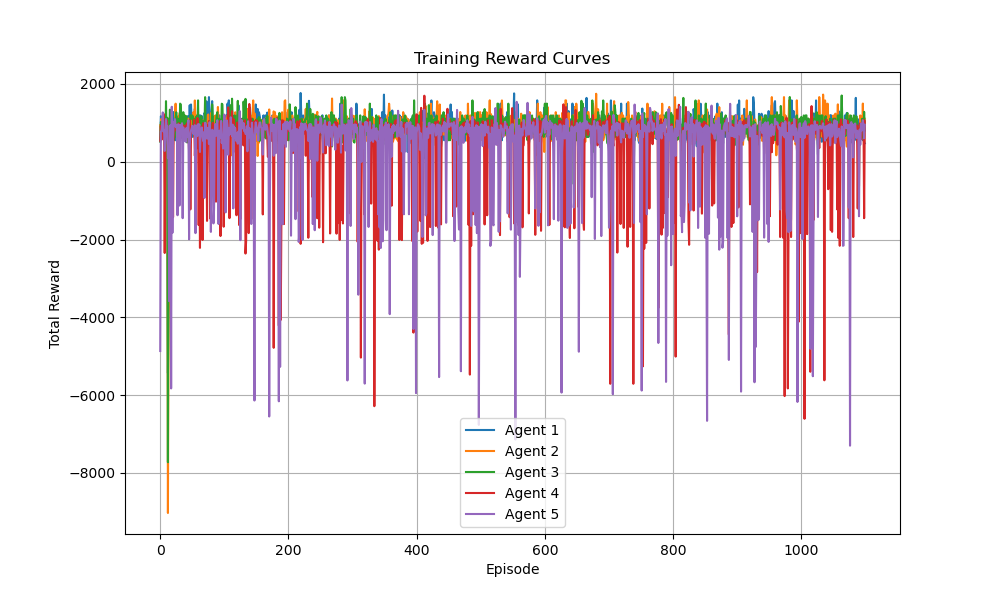 Training Reward Curves
Total Reward
2000
0
−2000
−4000
−6000
−8000
0 200 400 600 800 1000
Episode
Agent 1
Agent 2
Agent 3
Agent 4
Agent 5